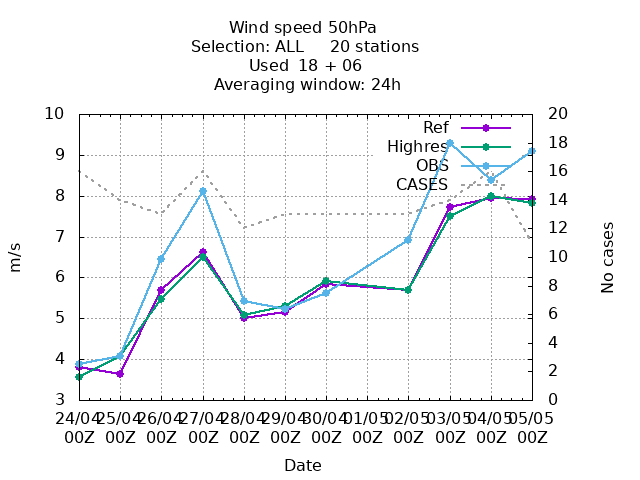 Wind speed 50hPa
Selection: ALL 20 stations
Used 18 + 06
Averaging window: 24h
10
9
8
7
6
5
4
3
m/s
20
18
16
14
12
10
8
6
4
2
0
No cases
Ref
Highres
OBS
CASES
24/04 25/04 26/04 27/04 28/04 29/04 30/04 01/05 02/05 03/05 04/05 05/05
00Z 00Z 00Z 00Z 00Z 00Z 00Z 00Z 00Z 00Z 00Z 00Z
Date